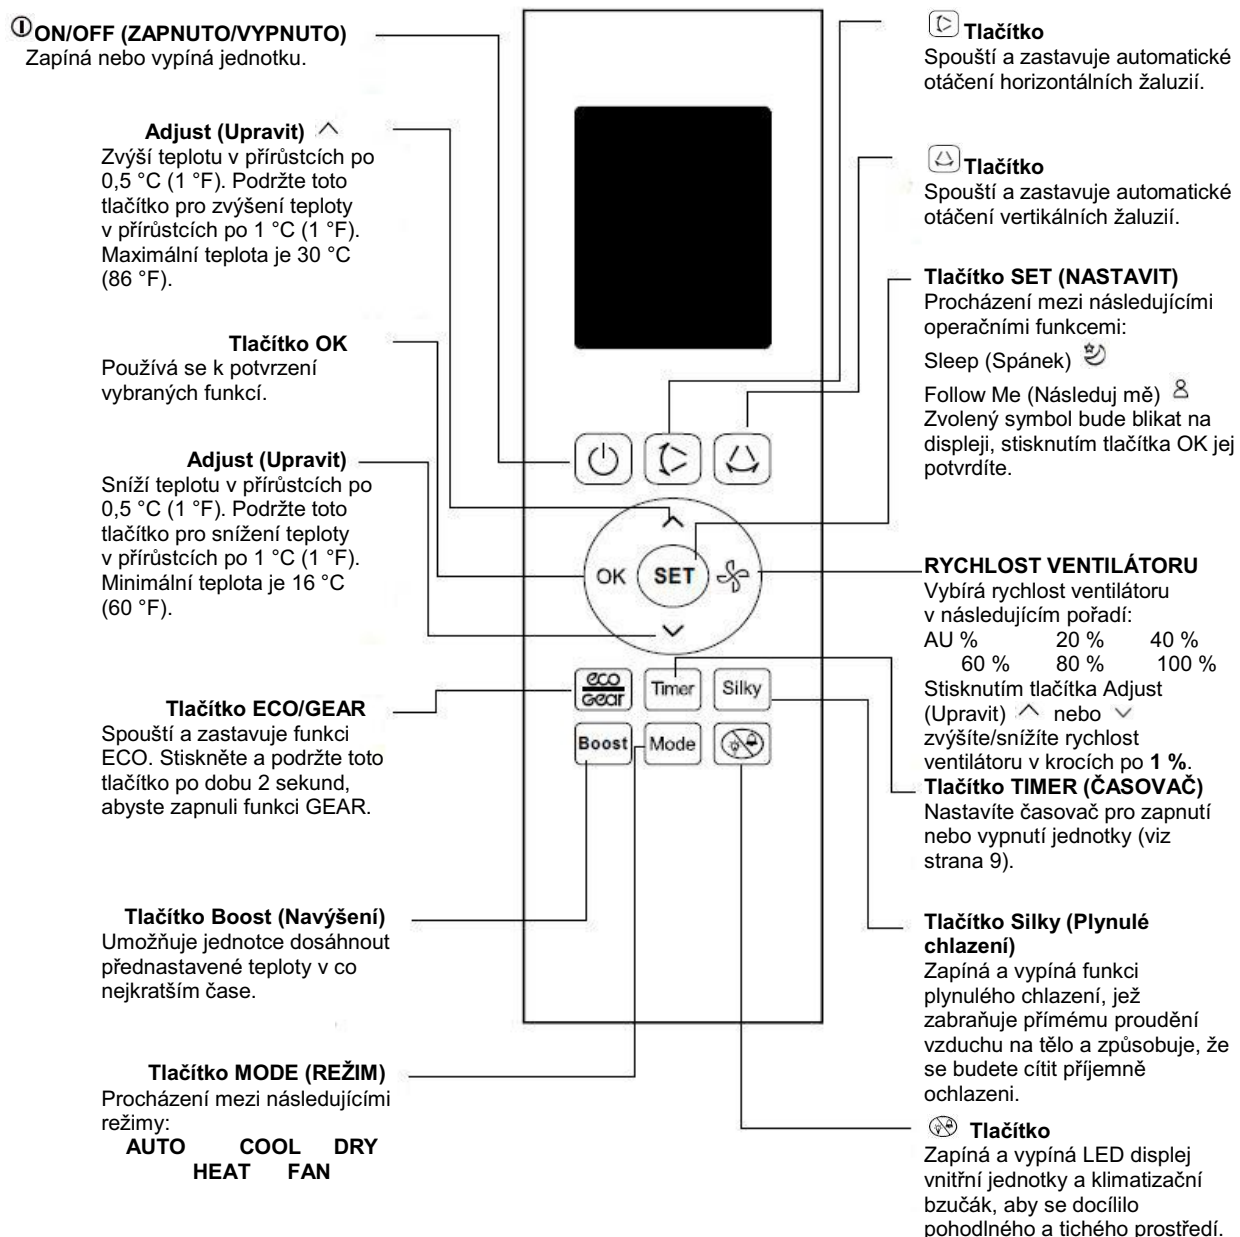 ON/OFF (ZAPNUTO/VYPNUTO)
Zapíná nebo vypíná jednotku.
Adjust (Upravit)
Zvýší teplotu v přírůstcích po
0,5 °C (1 °F). Podržte toto
tlačítko pro zvýšení teploty
v přírůstcích po 1 °C (1 °F).
Maximální teplota je 30 °C
(86 °F).
Tlačítko OK
Používá se k potvrzení
vybraných funkcí.
Adjust (Upravit)
Sníží teplotu v přírůstcích po
0,5 °C (1 °F). Podržte toto
tlačítko pro snížení teploty
v přírůstcích po 1 °C (1 °F).
Minimální teplota je 16 °C
(60 °F).
Tlačítko ECO/GEAR
Spouští a zastavuje funkci
ECO. Stiskněte a podržte toto
tlačítko po dobu 2 sekund,
abyste zapnuli funkci GEAR.
Tlačítko Boost (Navýšení)
Umožňuje jednotce dosáhnout
přednastavené teploty v co
nejkratším čase.
Tlačítko MODE (REŽIM)
Procházení mezi následujícími
režimy:
AUTO COOL DRY
HEAT FAN
OK SET
eco gear Timer Silky
Boost Mode
Tlačítko
Spouští a zastavuje automatické
otáčení horizontálních žaluzií.
Tlačítko
Spouští a zastavuje automatické
otáčení vertikálních žaluzií.
Tlačítko SET (NASTAVIT)
Procházení mezi následujícími
operačními funkcemi:
Sleep (Spánek)
Follow Me (Následuj mě)
Zvolený symbol bude blikat na
displeji, stisknutím tlačítka OK jej
potvrdíte.
RYCHLOST VENTILÁTORU
Vybírá rychlost ventilátoru
v následujícím pořadí:
AU % 20 % 40 %
60 % 80 % 100 %
Stisknutím tlačítka Adjust
(Upravit) nebo
zvýšíte/snížíte rychlost
ventilátoru v krocích po 1 %.
Tlačítko TIMER (ČASOVAČ)
Nastavíte časovač pro zapnutí
nebo vypnutí jednotky (viz
strana 9).
Tlačítko Silky (Plynulé
chlazení)
Zapíná a vypíná funkci
plynulého chlazení, jež
zabraňuje přímému proudění
vzduchu na tělo a způsobuje, že
se budete cítit příjemně
ochlazeni.
Tlačítko
Zapíná a vypíná LED displej
vnitřní jednotky a klimatizační
bzučák, aby se docílilo
pohodlného a tichého prostředí.